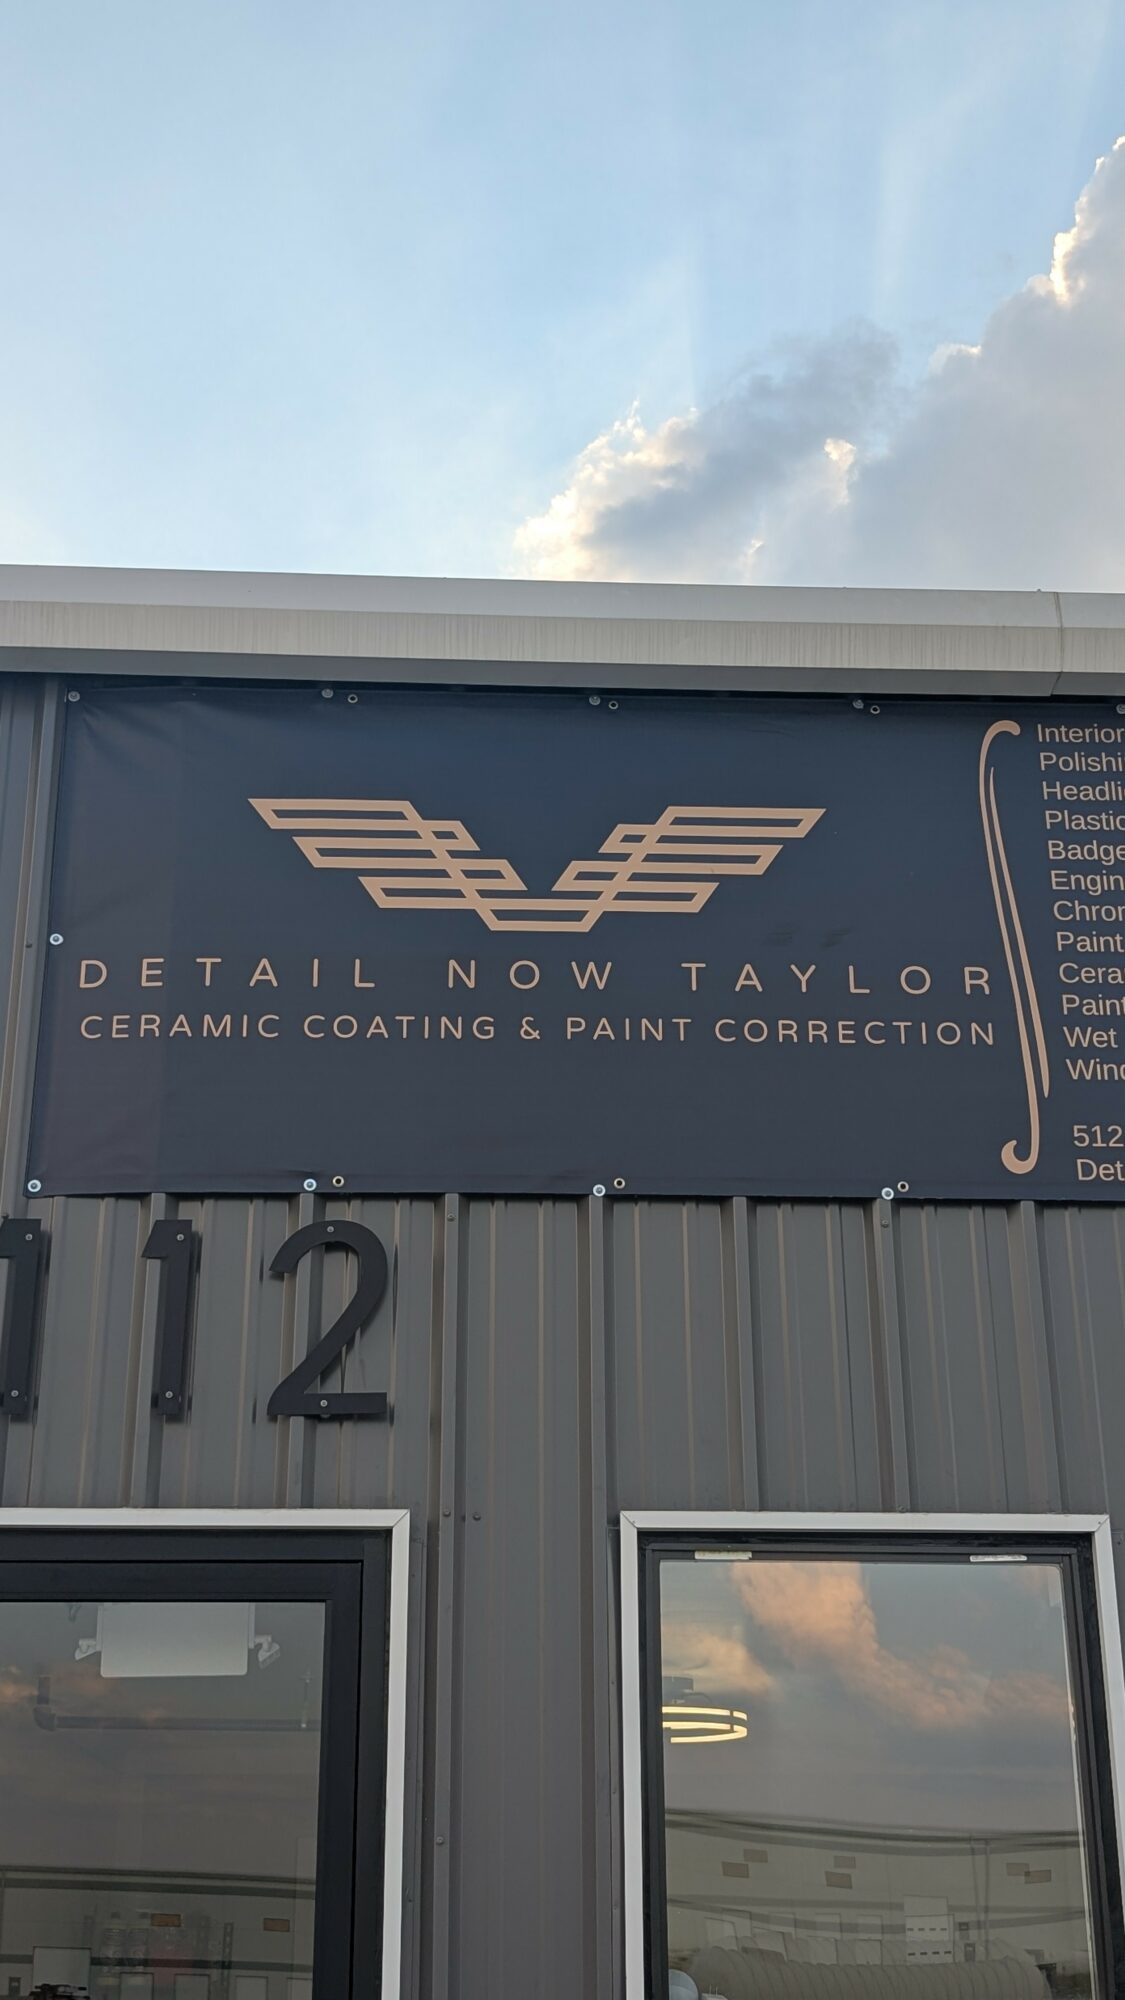 DETAIL NOW TAYLOR
CERAMIC COATING & PAINT CORRECTION
Interior
Polishi
Headli
Plastic
Badge
Engin
Chro
Paint
Cera
Paint
Wet
Wind
512
Det
112